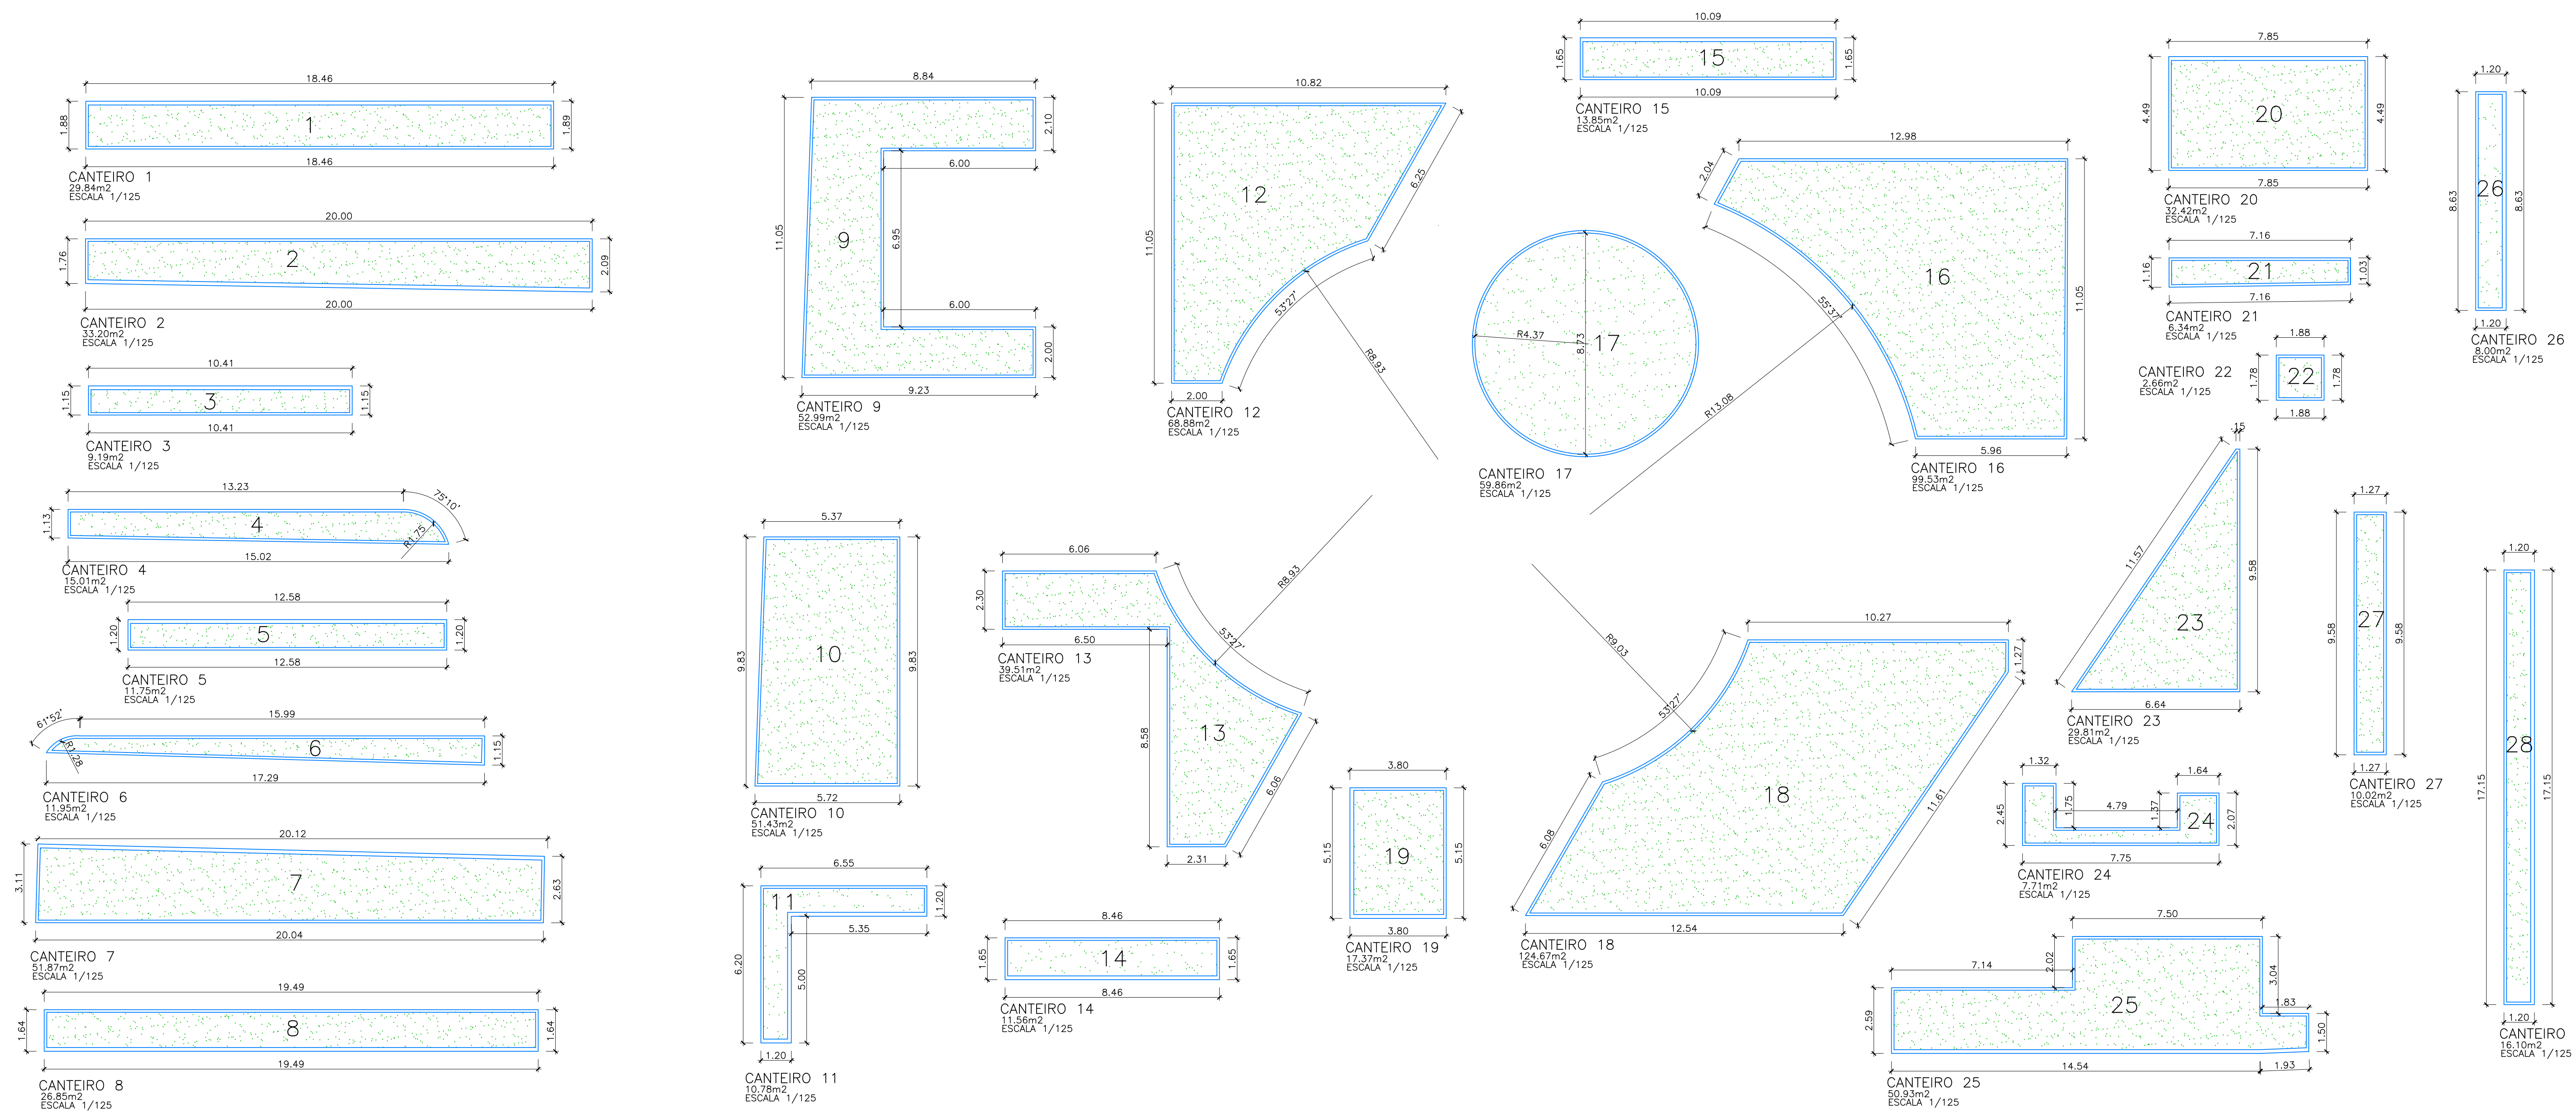 18.46
1.88
1
1.89
18.46
CANTEIRO 1
29.84m2
ESCALA 1/125
20.00
1.76
2
2.09
20.00
CANTEIRO 2
33.20m2
ESCALA 1/125
10.41
1.15
3
1.15
10.41
CANTEIRO 3
9.19m2
ESCALA 1/125
13.23
75°10'
1.13
4
R1.75
15.02
CANTEIRO 4
15.01m2
ESCALA 1/125
12.58
1.20
5
1.20
12.58
CANTEIRO 5
11.75m2
ESCALA 1/125
61°52'
15.99
R1.28
6
1.15
17.29
CANTEIRO 6
11.95m2
ESCALA 1/125
20.12
3.11
7
2.63
20.04
CANTEIRO 7
51.87m2
ESCALA 1/125
19.49
1.64
8
1.64
19.49
CANTEIRO 8
26.85m2
ESCALA 1/125
8.84
11.05
2.10
6.00
9
6.95
6.00
2.00
9.23
CANTEIRO 9
52.99m2
ESCALA 1/125
5.37
9.83
10
9.83
5.72
CANTEIRO 10
51.43m2
ESCALA 1/125
6.55
11
1.20
5.35
6.20
5.00
1.20
CANTEIRO 11
10.78m2
ESCALA 1/125
10.82
11.05
12
6.25
53°27'
R8.93
2.00
CANTEIRO 12
68.88m2
ESCALA 1/125
6.06
2.30
R8.93
53°27'
6.50
CANTEIRO 13
39.51m2
ESCALA 1/125
8.58
13
6.06
2.31
8.46
1.65
14
1.65
8.46
CANTEIRO 14
11.56m2
ESCALA 1/125
10.09
1.65
15
1.65
10.09
CANTEIRO 15
13.85m2
ESCALA 1/125
12.98
2.04
16
11.05
55°37'
R13.08
5.96
CANTEIRO 16
99.53m2
ESCALA 1/125
R4.37
8.73
17
CANTEIRO 17
59.86m2
ESCALA 1/125
10.27
R9.03
53°27'
1.27
18
6.08
11.61
12.54
CANTEIRO 18
124.67m2
ESCALA 1/125
3.80
5.15
19
5.15
3.80
CANTEIRO 19
17.37m2
ESCALA 1/125
7.85
4.49
20
4.49
7.85
CANTEIRO 20
32.42m2
ESCALA 1/125
7.16
1.16
21
1.03
7.16
CANTEIRO 21
6.34m2
ESCALA 1/125
1.88
CANTEIRO 22
2.66m2
ESCALA 1/125
1.78
22
1.78
1.88
.15
11.57
9.58
23
6.64
CANTEIRO 23
29.81m2
ESCALA 1/125
1.32
1.64
2.45
1.75
4.79
1.37
24
2.07
7.75
CANTEIRO 24
7.71m2
ESCALA 1/125
7.50
7.14
2.02
3.04
1.83
2.59
25
1.50
14.54
1.93
CANTEIRO 25
50.93m2
ESCALA 1/125
1.20
8.63
26
8.63
1.20
CANTEIRO 26
8.00m2
ESCALA 1/125
1.27
9.58
27
9.58
1.27
CANTEIRO 27
10.02m2
ESCALA 1/125
1.20
17.15
28
17.15
1.20
CANTEIRO
16.10m2
ESCALA 1/125